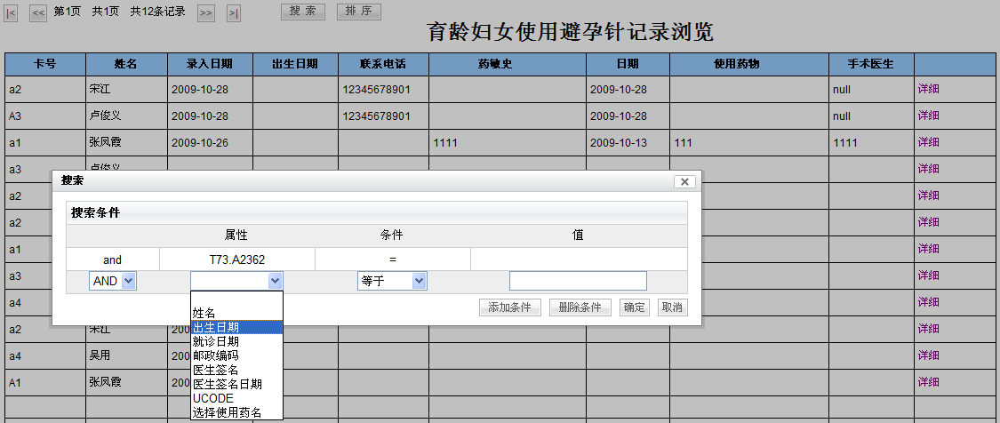 |< << 第1页 共1页 共12条记录 >> >| 搜 索 排 序
育龄妇女使用避孕针记录浏览
卡号 姓名 录入日期 出生日期 联系电话 药敏史 日期 使用药物 手术医生
a2 宋江 2009-10-28 12345678901 2009-10-28 null 详细
A3 卢俊义 2009-10-28 12345678901 2009-10-28 null 详细
a1 张凤霞 2009-10-26 1111 2009-10-13 111 1111 详细
a3 卢俊义 详细
a2 详细
a2 详细
a1 详细
a3 详细
a4 详细
a2 宋江 200 详细
a4 吴用 200 详细
A1 张凤霞 200 详细
搜索
搜索条件
属性 条件 值
and T73.A2362 =
AND 等于
添加条件 删除条件 确定 取消
姓名
出生日期
就诊日期
邮政编码
医生签名
医生签名日期
UCODE
选择使用药名